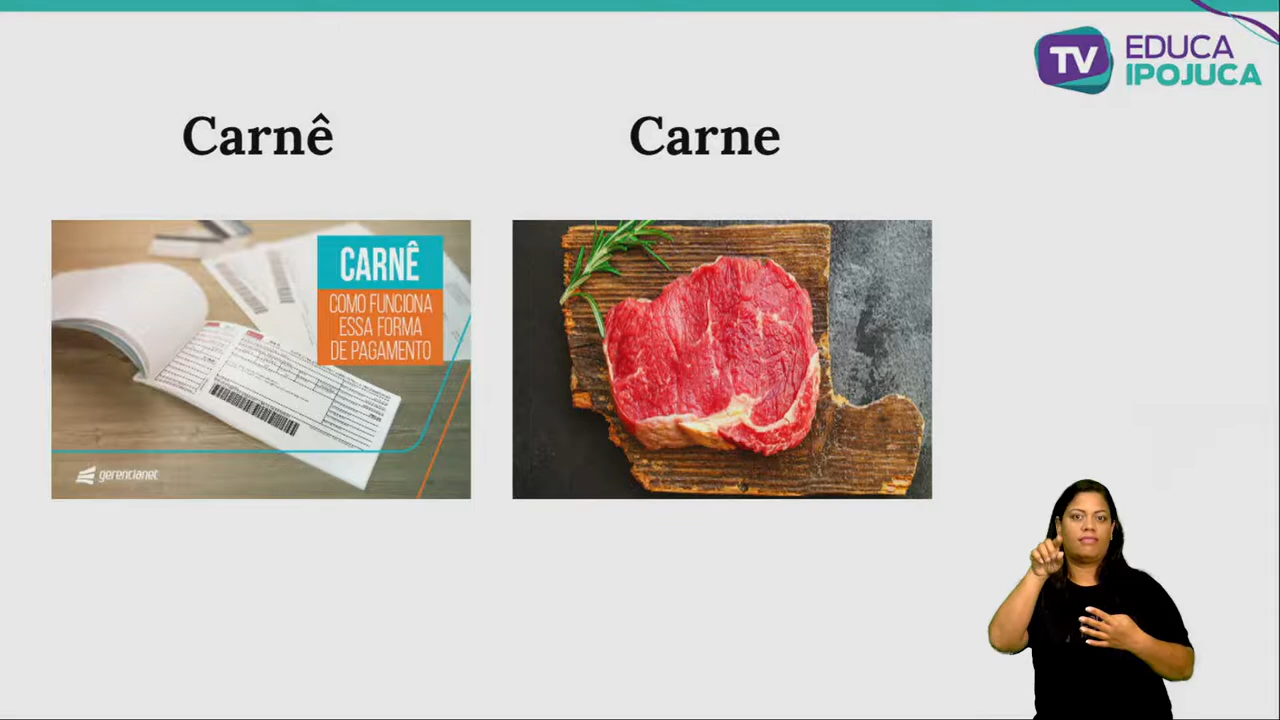 TV EDUCA
IPOJUCA
Carnê
Carne
CARNÊ
COMO FUNCIONA
ESSA FORMA
DE PAGAMENTO
gerencianet